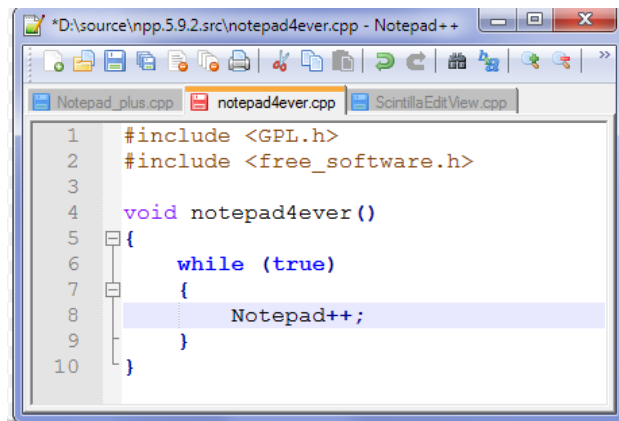 *D:\source\npp.5.9.2.src\notepad4ever.cpp - Notepad++
Notepad_plus.cpp notepad4ever.cpp ScintillaEditView.cpp
1 #include <GPL.h>
2 #include <free_software.h>
3
4 void notepad4ever()
5 {
6 while (true)
7 {
8 Notepad++;
9 }
10 }